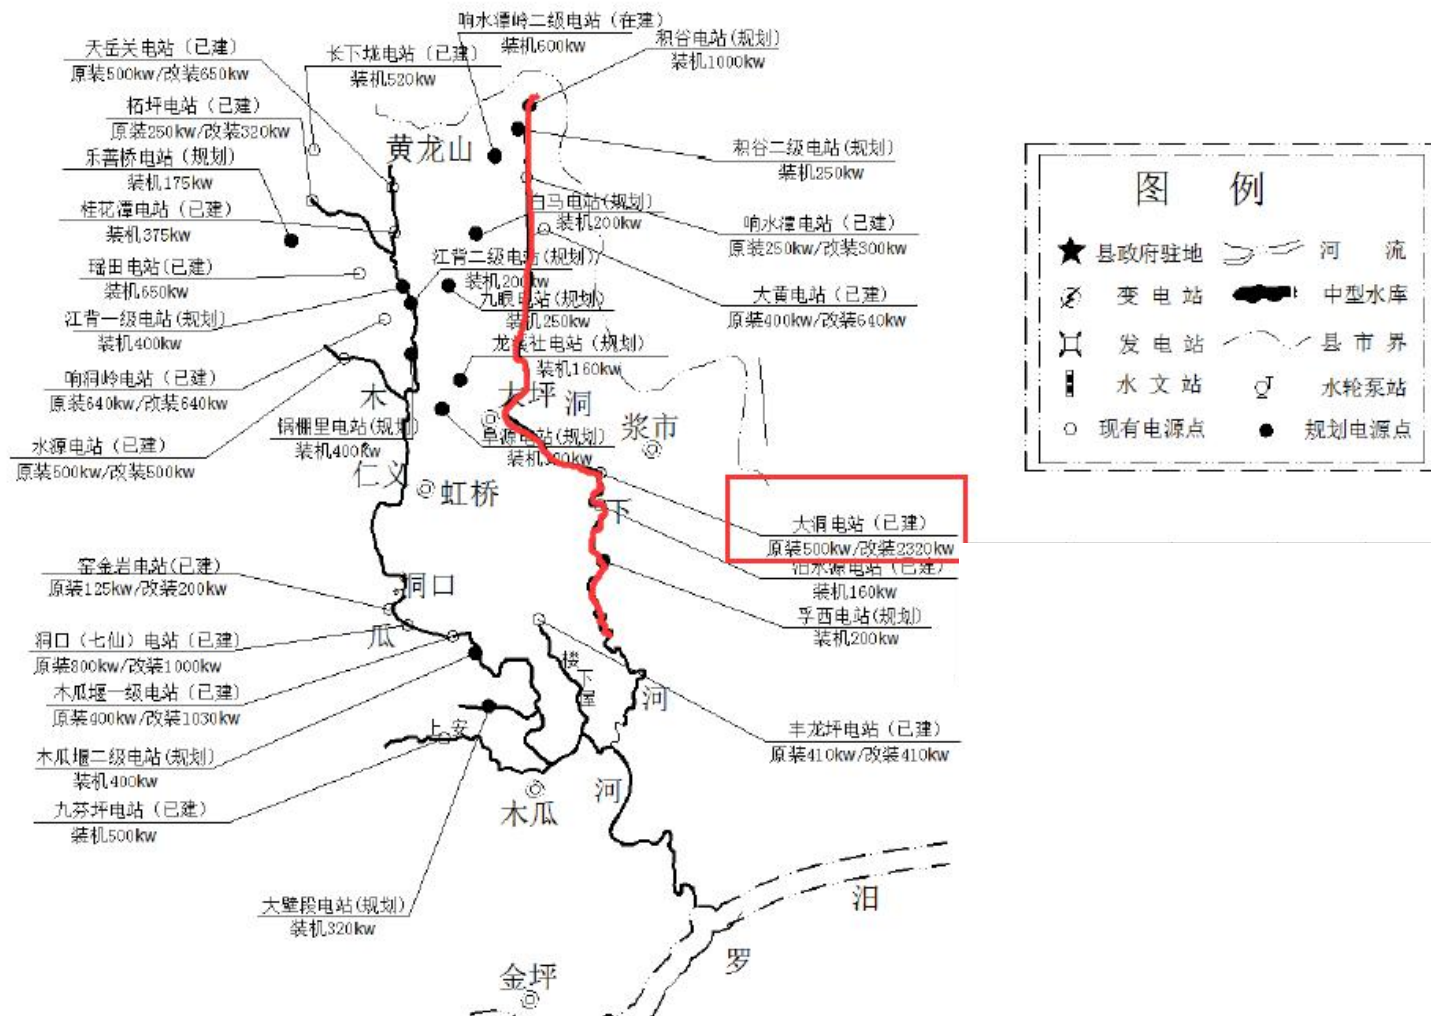 响水潭岭二级电站（在建）
装机600kw
天岳关电站（已建）
原装500kw/改装650kw
长下垅电站（已建）
装机520kw
积谷电站(规划)
装机1000kw
柘坪电站（已建）
原装250kw/改装320kw
黄龙山
积谷二级电站(规划)
装机250kw
乐善桥电站（规划）
装机175kw
白马电站(规划)
装机200kw
桂花潭电站（已建）
装机375kw
响水潭电站（已建）
原装250kw/改装300kw
江背二级电站(规划)
装机200kw
瑶田电站(已建)
装机650kw
九眼电站(规划)
装机250kw
大黄电站（已建）
原装400kw/改装640kw
江背一级电站(规划)
装机400kw
龙溪社电站（规划）
装机160kw
响洞岭电站（已建）
原装640kw/改装640kw
木
大坪
洞
浆市
锅棚里电站(规划)
装机400kw
阜源电站(规划)
水源电站（已建）
原装500kw/改装500kw
仁义
虹桥
下
大洞电站（已建）
原装500kw/改装2320kw
汨水源电站（已建）
装机160kw
窑金岩电站(已建)
原装125kw/改装200kw
洞口
孚西电站(规划)
装机200kw
洞口（七仙）电站（已建）
原装800kw/改装1000kw
瓜
楼
下
屋
河
木瓜堰一级电站（已建）
原装400kw/改装1030kw
上安
丰龙坪电站（已建）
原装410kw/改装410kw
木瓜堰二级电站(规划)
装机400kw
河
木瓜
九芬坪电站（已建）
装机500kw
大壁段电站(规划)
装机320kw
汨
罗
金坪
图 例
县政府驻地
河 流
变电站
中型水库
发电站
县市界
水文站
水轮泵站
现有电源点
规划电源点